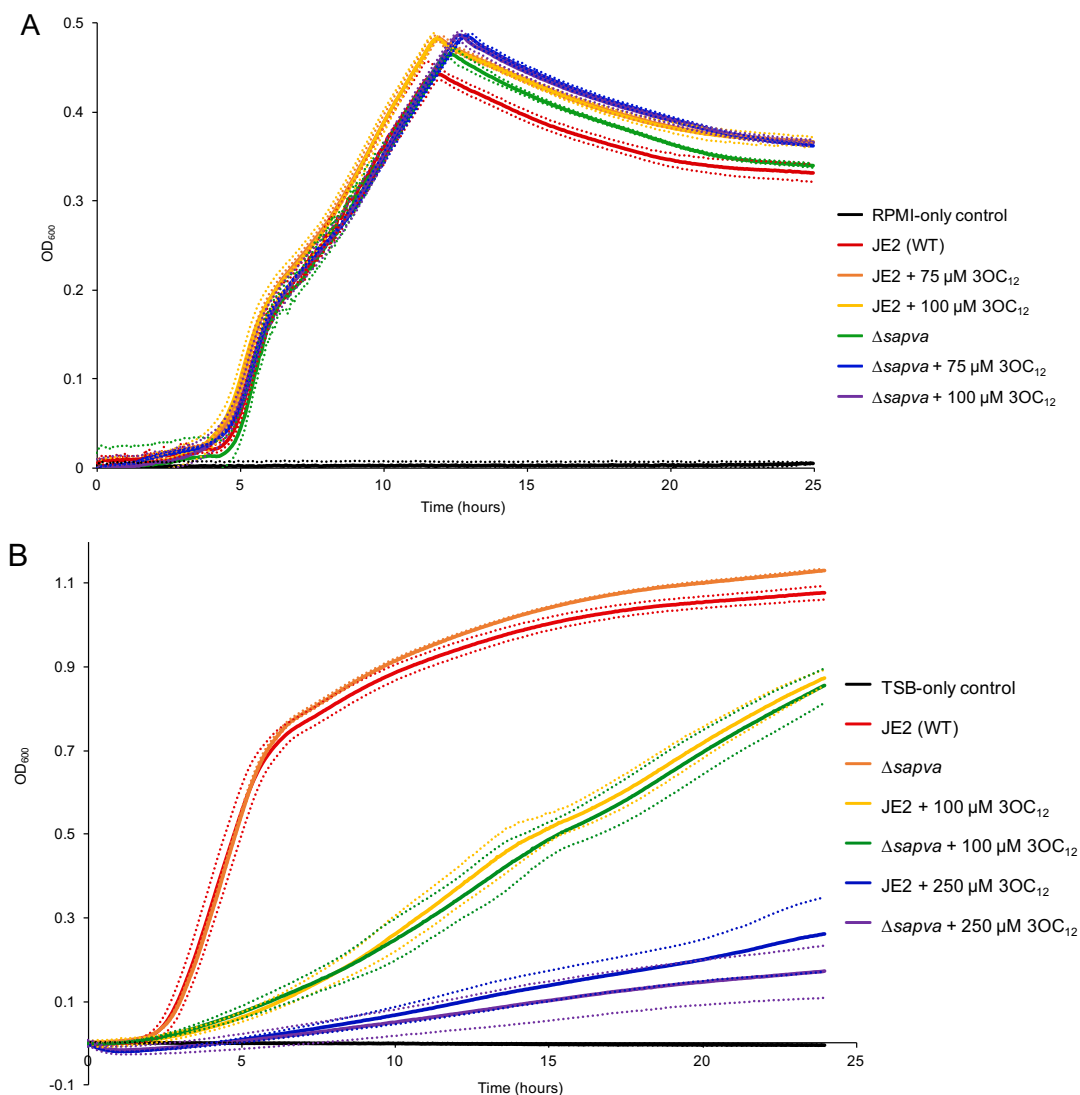 A
0.5
0.4
0.3
0.2
0.1
0
OD₆₀₀
0 5 10 15 20 25
Time (hours)
RPMI-only control
JE2 (WT)
JE2 + 75 µM 3OC₁₂
JE2 + 100 µM 3OC₁₂
Δsapva
Δsapva + 75 µM 3OC₁₂
Δsapva + 100 µM 3OC₁₂
B
1.1
0.9
0.7
0.5
0.3
0.1
-0.1
OD₆₀₀
0 5 10 15 20 25
Time (hours)
TSB-only control
JE2 (WT)
Δsapva
JE2 + 100 µM 3OC₁₂
Δsapva + 100 µM 3OC₁₂
JE2 + 250 µM 3OC₁₂
Δsapva + 250 µM 3OC₁₂